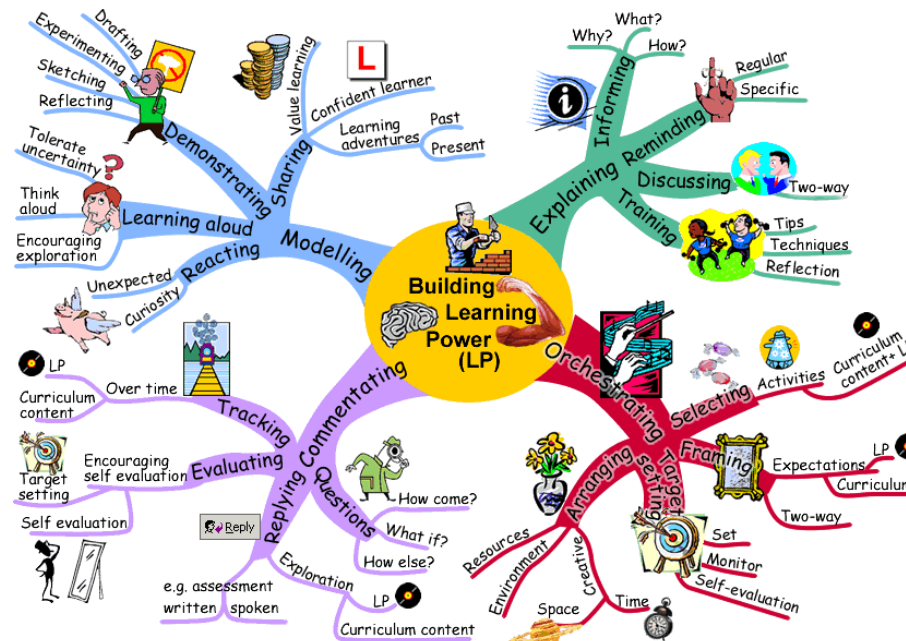 Building
Learning
Power
(LP)
Modelling
Demonstrating
Drafting
Experimenting
Sketching
Reflecting
Sharing
Value learning
L
Confident learner
Learning
adventures
Past
Present
Learning aloud
Tolerate
uncertainty
Think
aloud
Encouraging
exploration
Reacting
Unexpected
Curiosity
Explaining
Informing
Why?
What?
How?
i
Reminding
Regular
Specific
Discussing
Two-way
Training
Tips
Techniques
Reflection
Orchestrating
Selecting
Activities
Curriculum
content+
Framing
Expectations
LP
Curriculum
Two-way
Target
setting
Set
Monitor
Self-evaluation
Arranging
Resources
Environment
Creative
Space
Time
Commentating
Tracking
Over time
LP
Curriculum
content
Evaluating
Encouraging
self evaluation
Target
setting
Self evaluation
Questions
How come?
What if?
How else?
Replying
Reply
e.g. assessment
written
spoken
Exploration
LP
Curriculum content